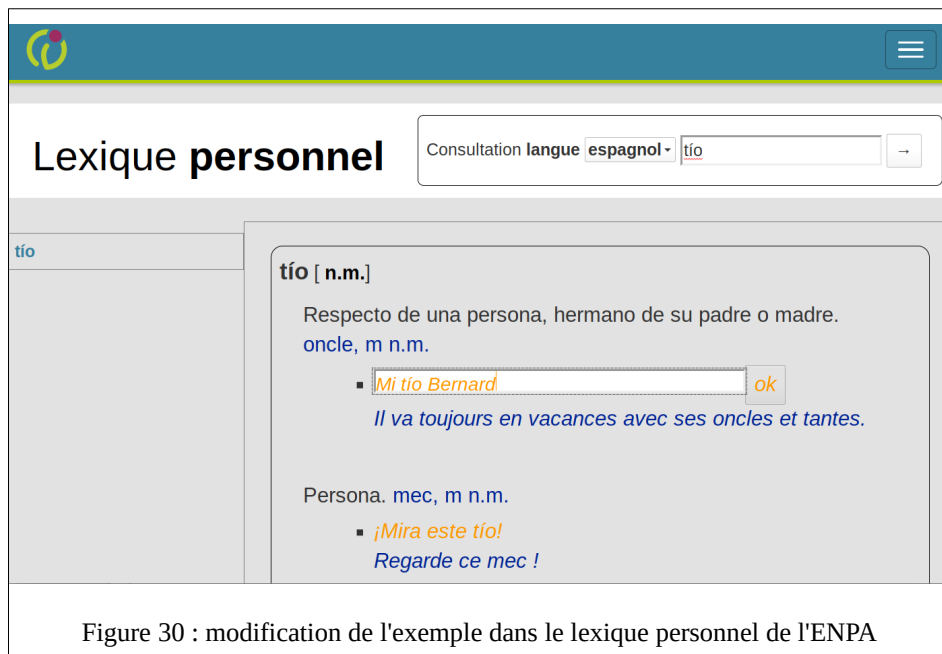 Lexique personnel
Consultation langue espagnol tío →
tío
tío [ n.m.]
Respecto de una persona, hermano de su padre o madre.
oncle, m n.m.
Mi tío Bernard ok
Il va toujours en vacances avec ses oncles et tantes.
Persona. mec, m n.m.
¡Mira este tío!
Regarde ce mec !
Figure 30 : modification de l'exemple dans le lexique personnel de l'ENPA